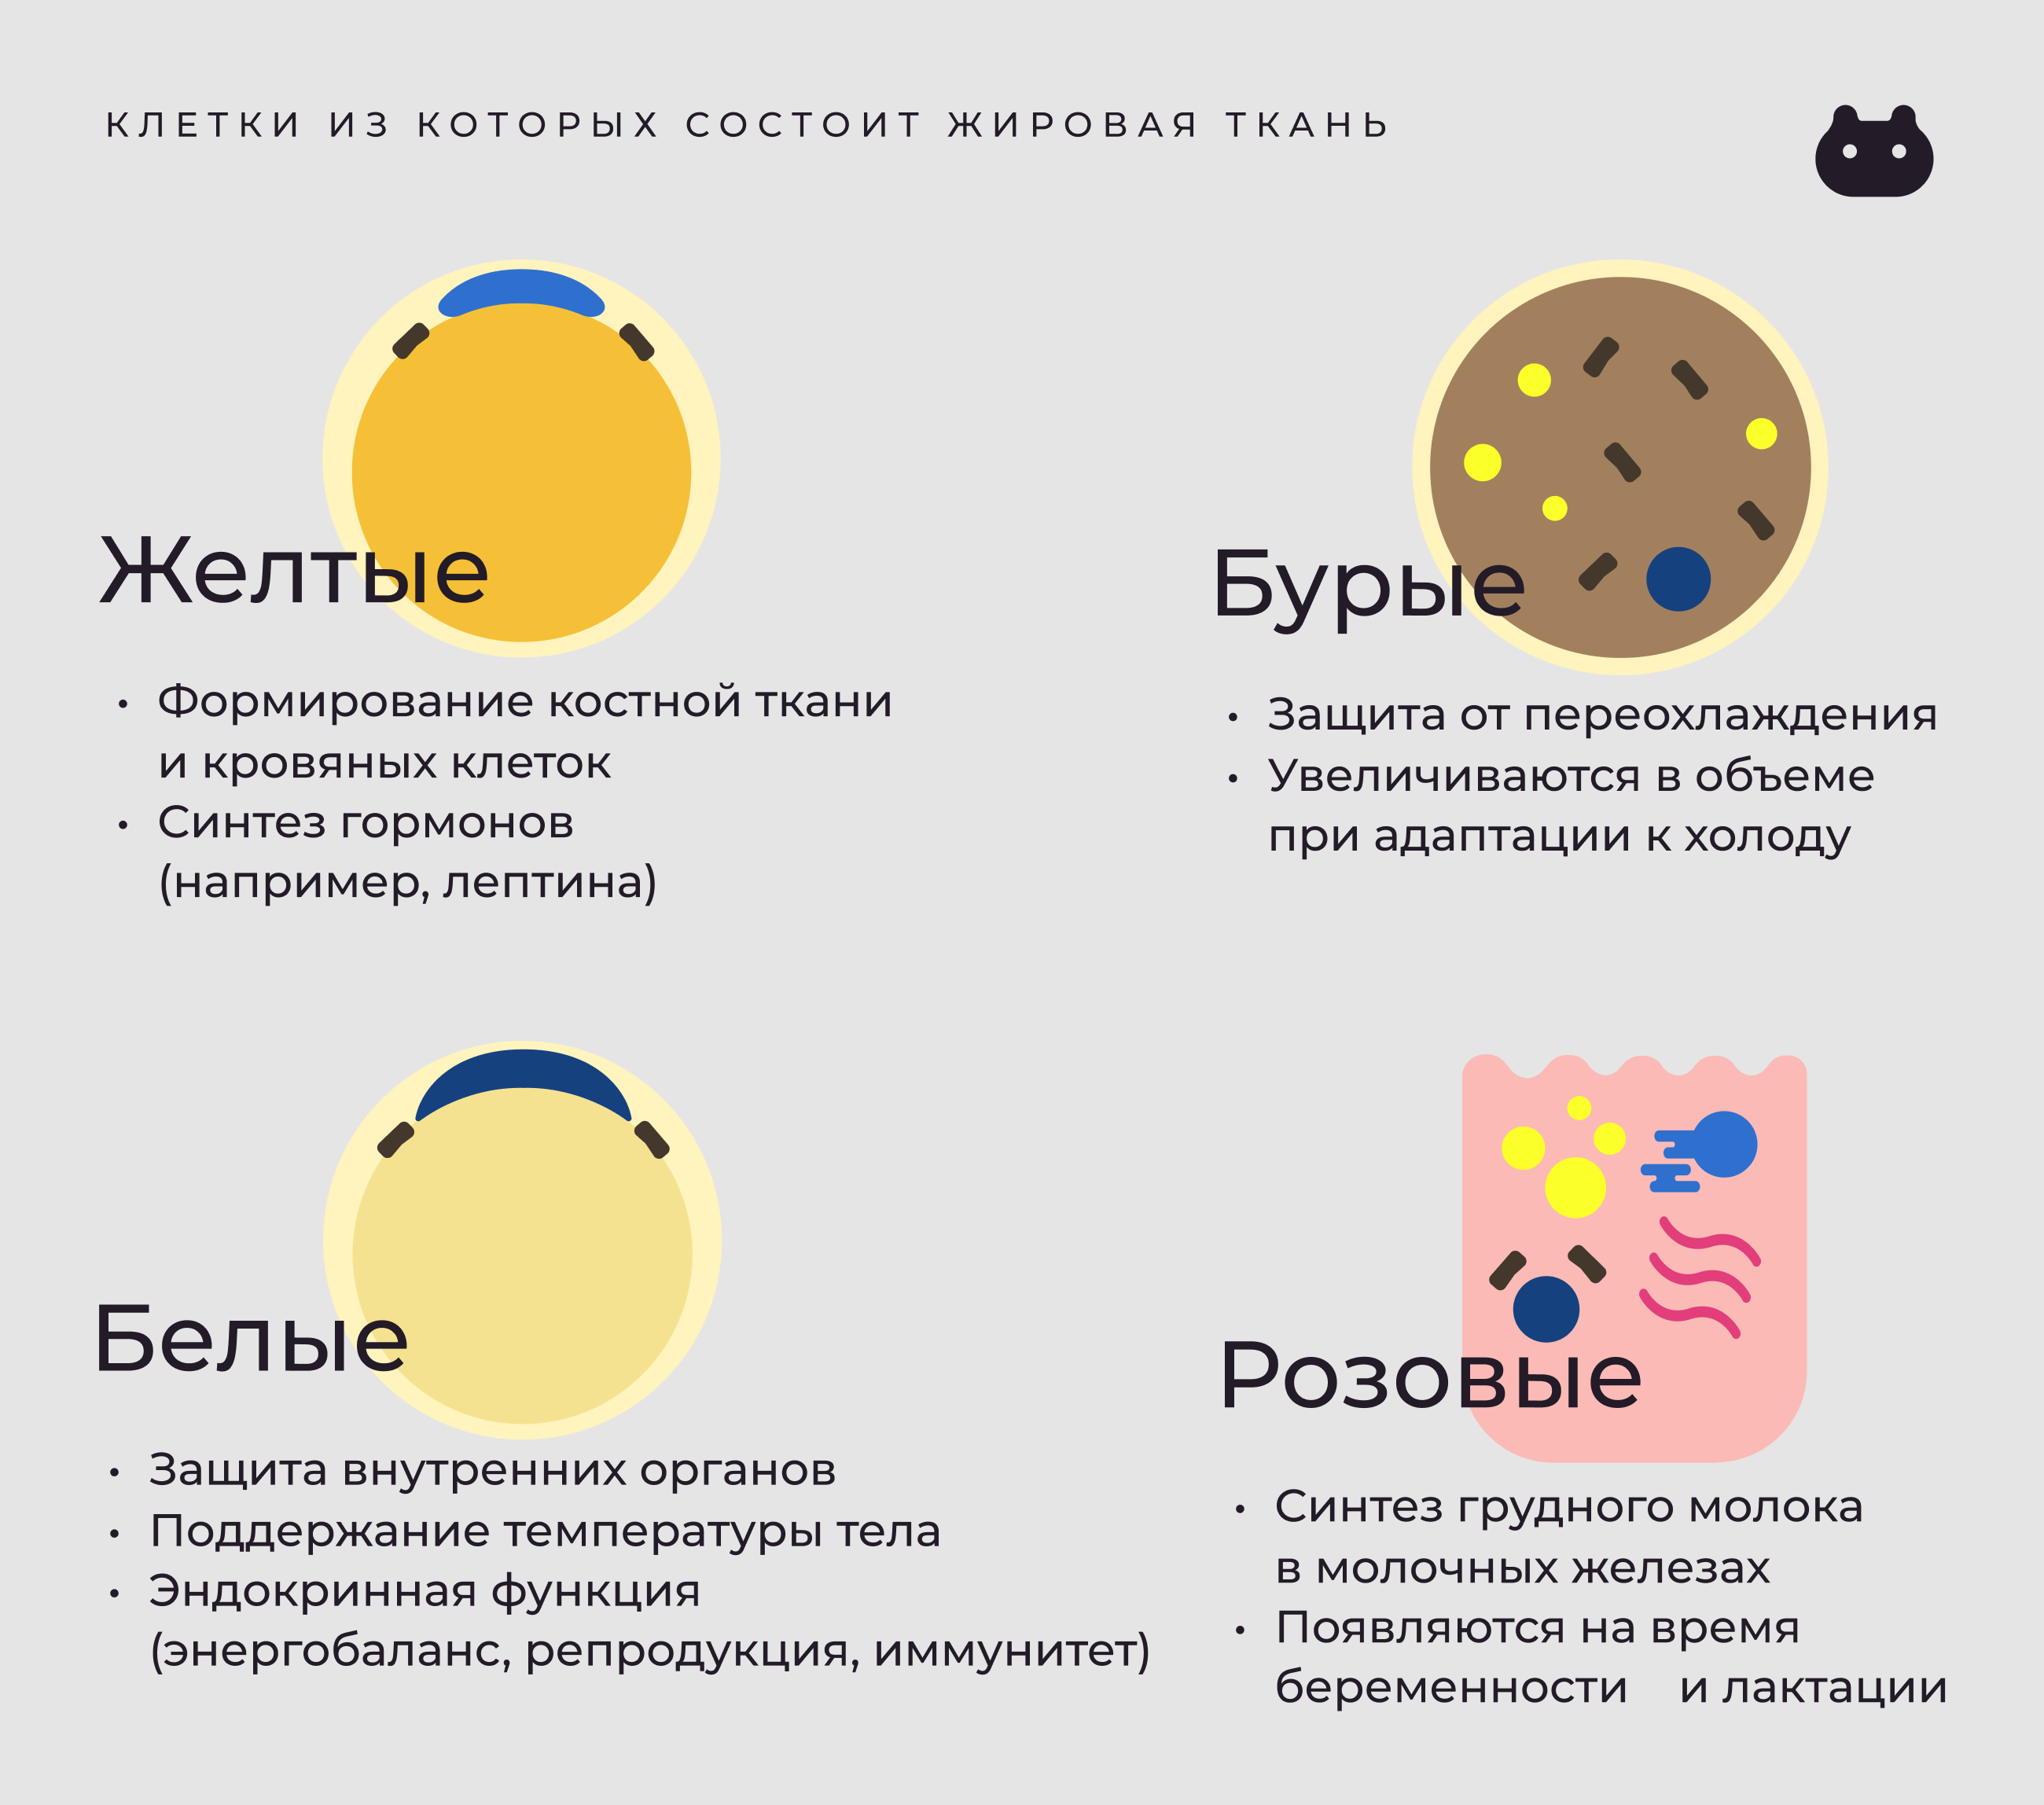 КЛЕТКИ ИЗ КОТОРЫХ СОСТОИТ ЖИРОВАЯ ТКАНЬ
Желтые
• Формирование костной ткани
и кровяных клеток
• Синтез гормонов
(например, лептина)
Бурые
• Защита от переохлаждения
• Увеличиваются в объеме
при адаптации к холоду
Белые
• Защита внутренних органов
• Поддержание температуры тела
• Эндокринная функция
(энергобаланс, репродукция, иммунитет)
Розовые
• Синтез грудного молока
в молочных железах
• Появляются на время
беременности и лактации